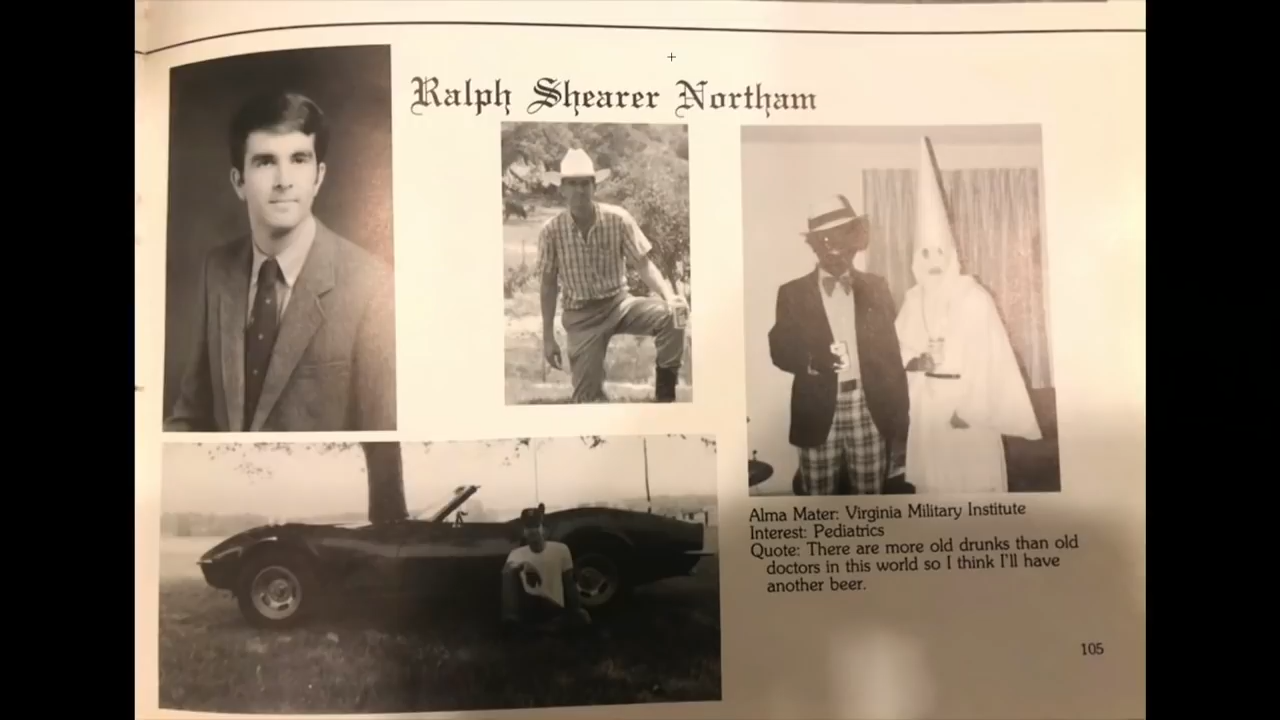 Ralph Shearer Northam
Alma Mater: Virginia Military Institute
Interest: Pediatrics
Quote: There are more old drunks than old
doctors in this world so I think I'll have
another beer.
105